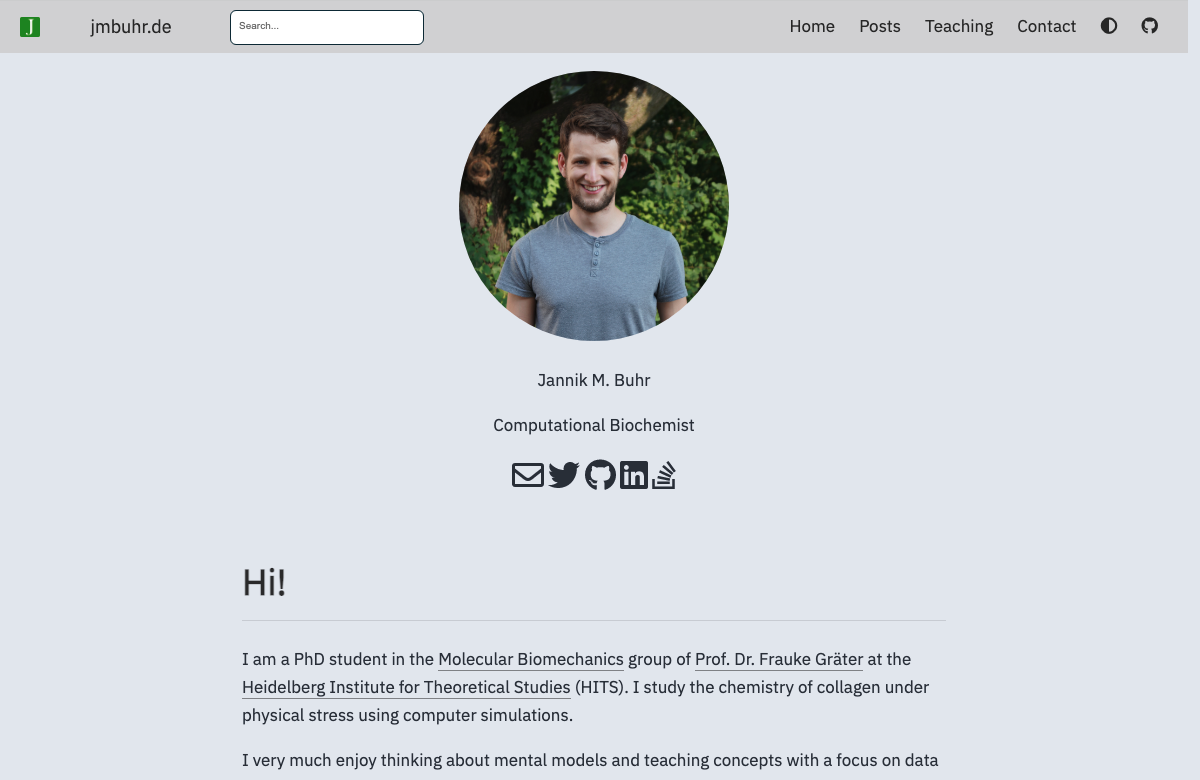 J
jmbuhr.de
Search...
Home
Posts
Teaching
Contact
Jannik M. Buhr
Computational Biochemist
in
Hi!
I am a PhD student in the Molecular Biomechanics group of Prof. Dr. Frauke Gräter at the
Heidelberg Institute for Theoretical Studies (HITS). I study the chemistry of collagen under
physical stress using computer simulations.
I very much enjoy thinking about mental models and teaching concepts with a focus on data